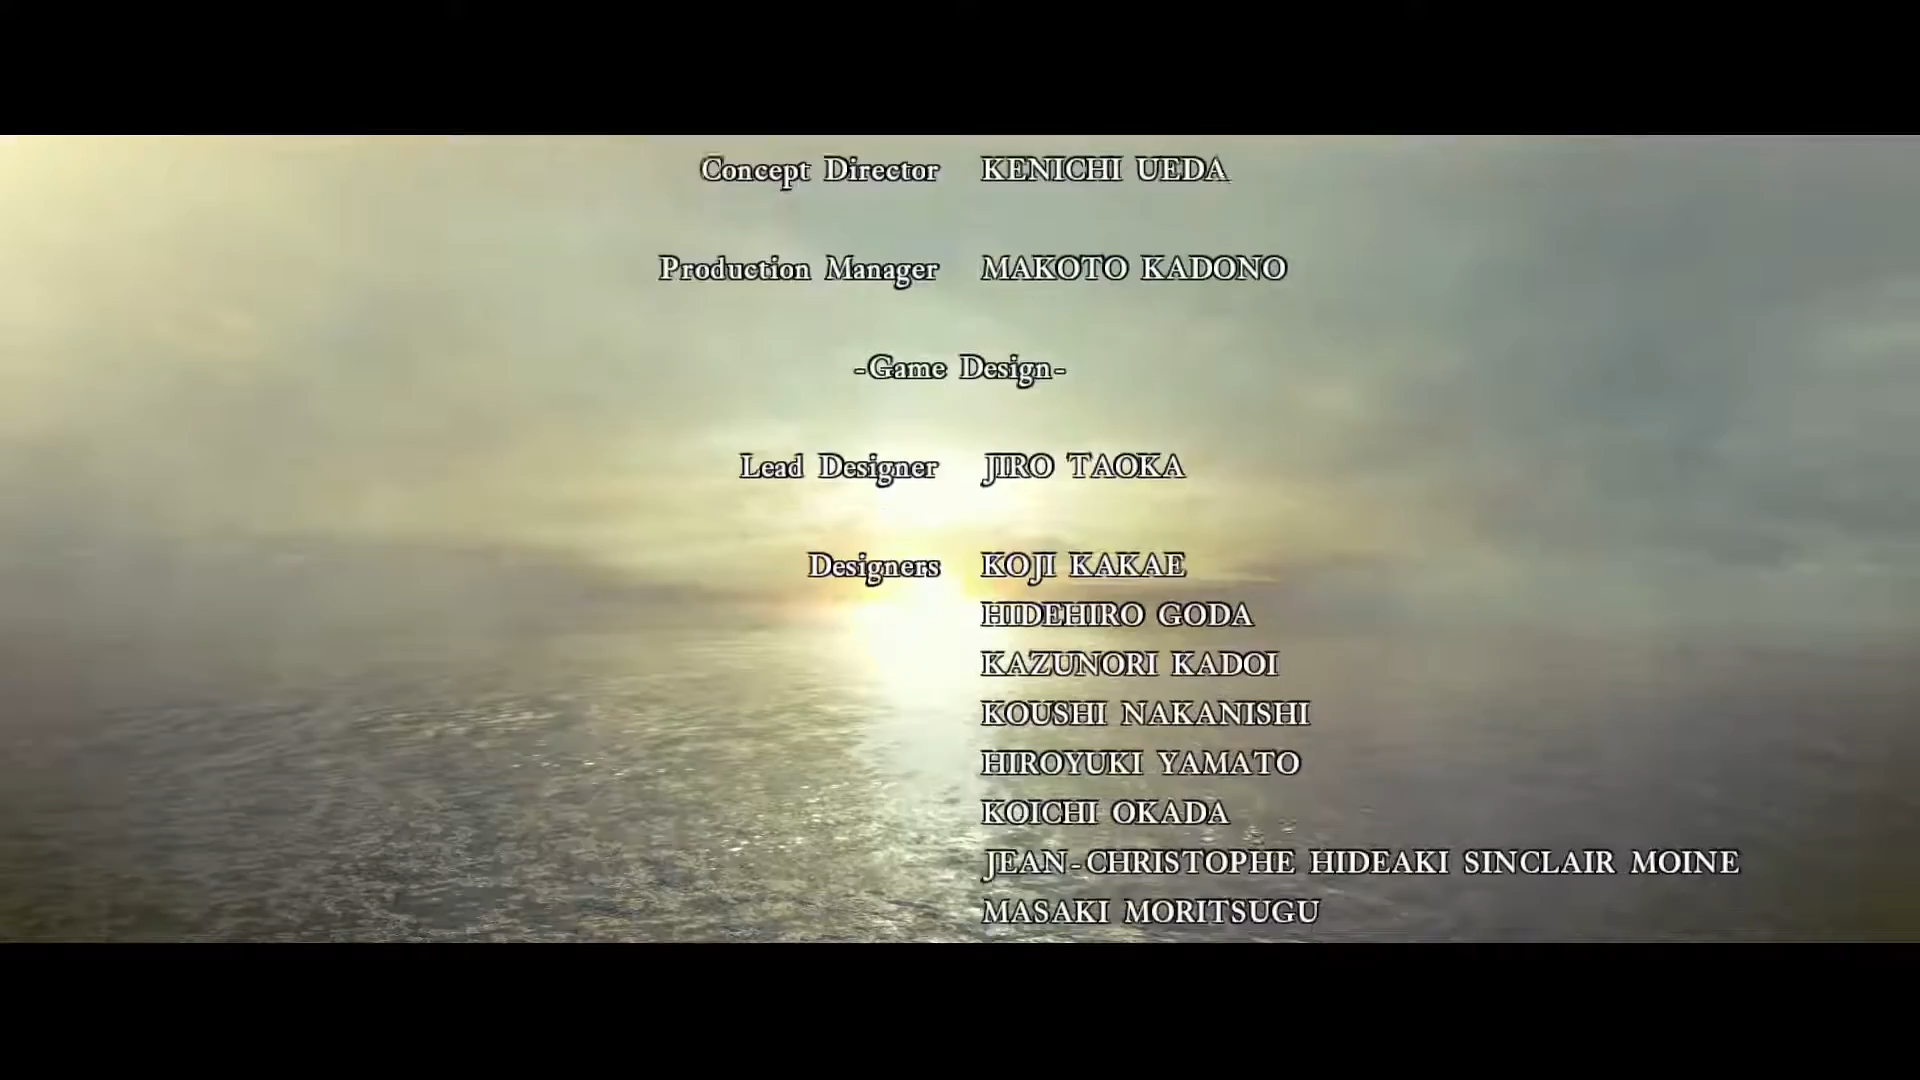 Concept Director KENICHI UEDA
Production Manager MAKOTO KADONO
-Game Design-
Lead Designer JIRO TAOKA
Designers KOJI KAKAE
HIDEHIRO GODA
KAZUNORI KADOI
KOUSHI NAKANISHI
HIROYUKI YAMATO
KOICHI OKADA
JEAN-CHRISTOPHE HIDEAKI SINCLAIR MOINE
MASAKI MORITSUGU